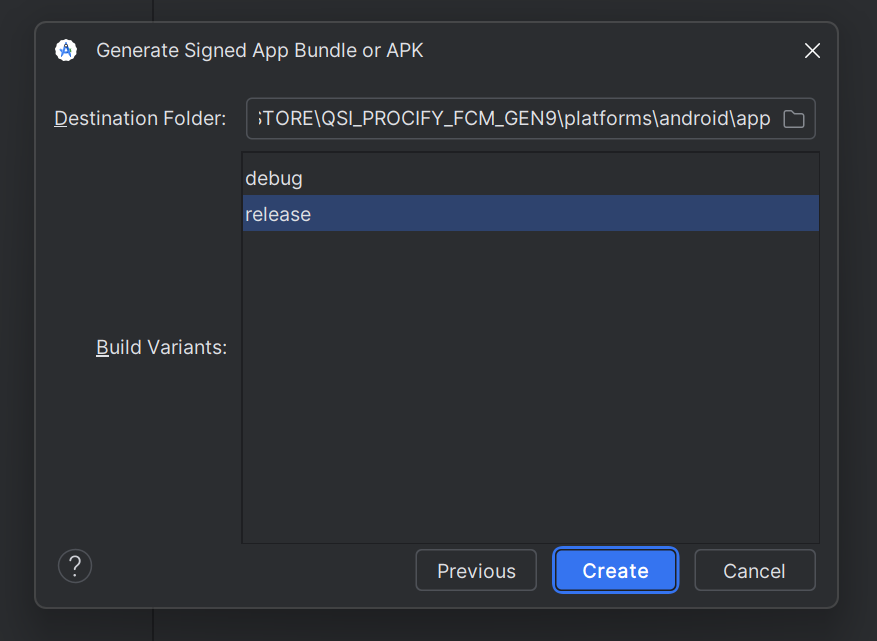 Generate Signed App Bundle or APK
Destination Folder: STORE\QSI_PROCIFY_FCM_GEN9\platforms\android\app
debug
release
Build Variants:
?
Previous
Create
Cancel